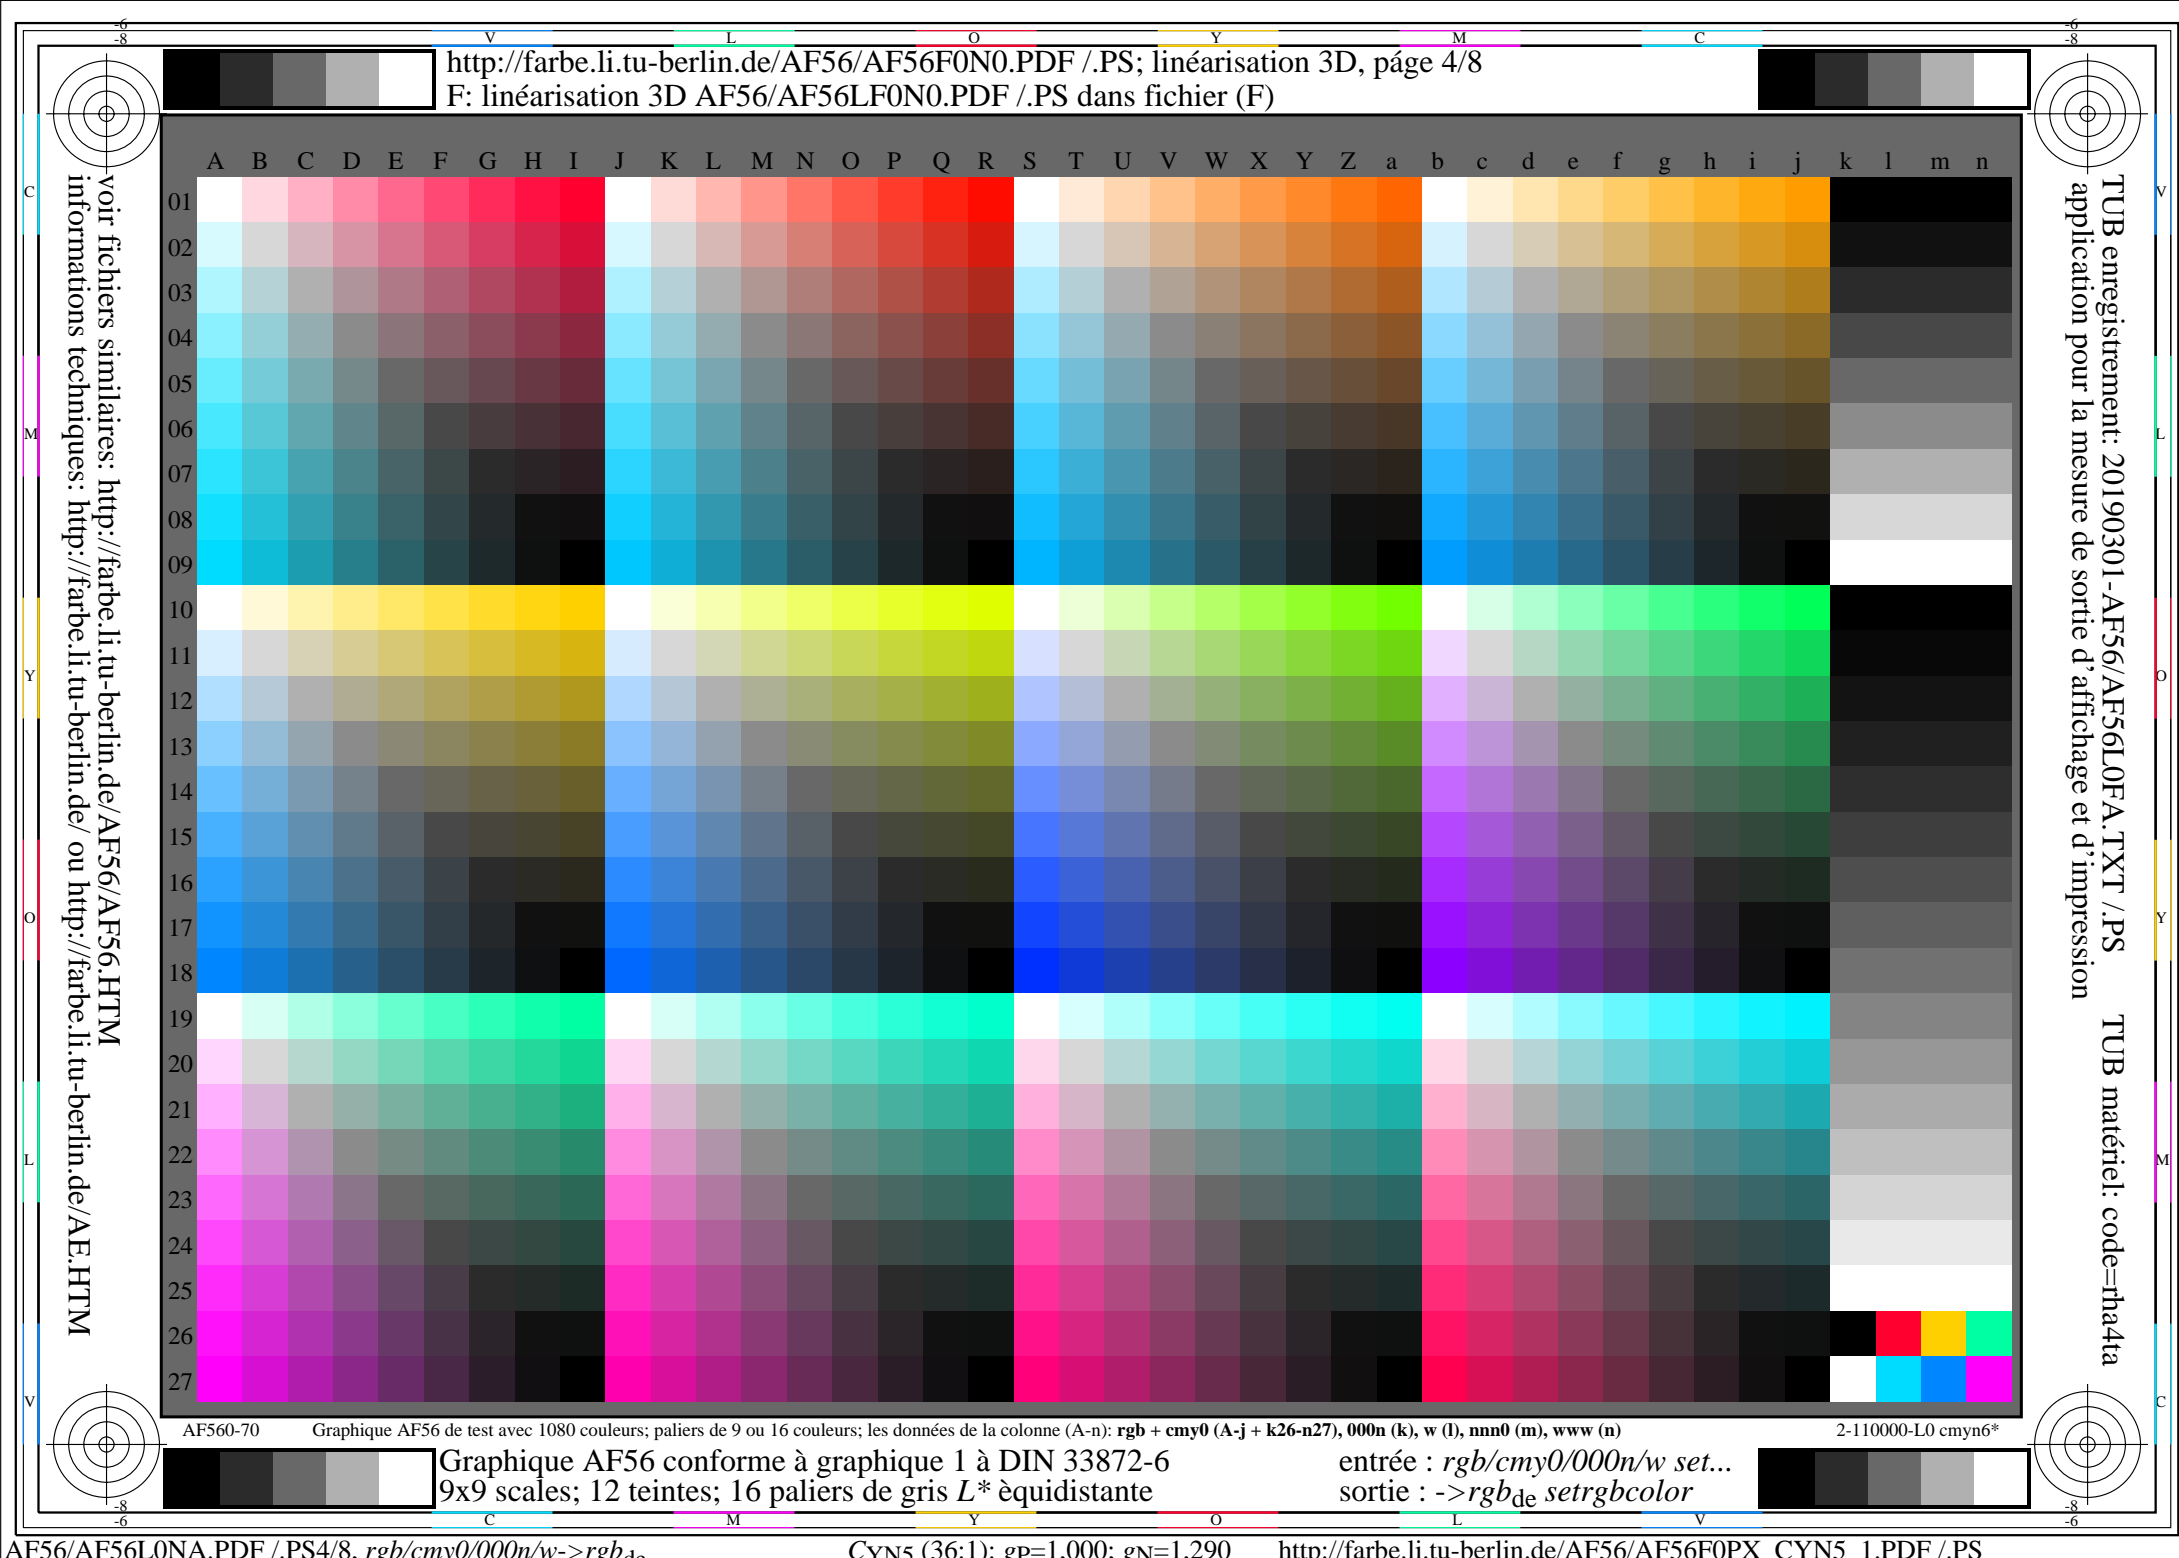 -6
-8
V L O Y M C
-6
-8
http://farbe.li.tu-berlin.de/AF56/AF56F0N0.PDF /.PS; linéarisation 3D, páge 4/8
F: linéarisation 3D AF56/AF56LF0N0.PDF /.PS dans fichier (F)
A B C D E F G H I J K L M N O P Q R S T U V W X Y Z a b c d e f g h i j k l m n
01
02
03
04
05
06
07
08
09
10
11
12
13
14
15
16
17
18
19
20
21
22
23
24
25
26
27
C
M
Y
O
L
V
voir fichiers similaires: http://farbe.li.tu-berlin.de/AF56/AF56.HTM
informations techniques: http://farbe.li.tu-berlin.de/ ou http://farbe.li.tu-berlin.de/AE.HTM
TUB enregistrement: 20190301-AF56/AF56L0FA.TXT /.PS TUB matériel: code=rha4ta
application pour la mesure de sortie d'affichage et d'impression
V
L
O
Y
M
C
AF560-70 Graphique AF56 de test avec 1080 couleurs; paliers de 9 ou 16 couleurs; les données de la colonne (A-n): rgb + cmy0 (A-j + k26-n27), 000n (k), w (l), nnn0 (m), www (n) 2-110000-L0 cmyn6*
Graphique AF56 conforme à graphique 1 à DIN 33872-6 entrée : rgb/cmy0/000n/w set...
9x9 scales; 12 teintes; 16 paliers de gris L* èquidistante sortie : ->rgbde setrgbcolor
-8
-6
C M Y O L V
-8
-6
AF56/AF56L0NA.PDF /.PS4/8, rgb/cmy0/000n/w->rgbde CYN5 (36:1): gP=1.000; gN=1.290 http://farbe.li.tu-berlin.de/AF56/AF56F0PX_CYN5_1.PDF /.PS